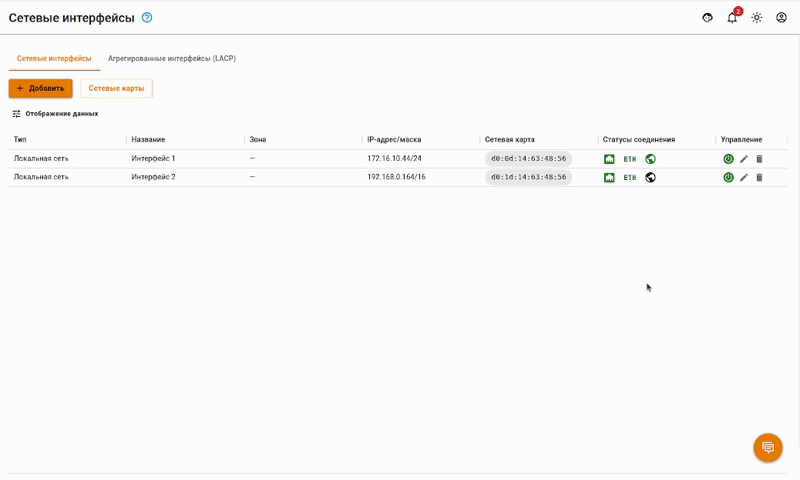 Сетевые интерфейсы
2
Сетевые интерфейсы Агрегированные интерфейсы (LACP)
Добавить Сетевые карты
Отображение данных
Тип Название Зона IP-адрес/маска Сетевая карта Статусы соединения Управление
Локальная сеть Интерфейс 1 — 172.16.10.44/24 d0:0d:14:63:48:56 ETH
Локальная сеть Интерфейс 2 — 192.168.0.164/16 d0:1d:14:63:48:56 ETH